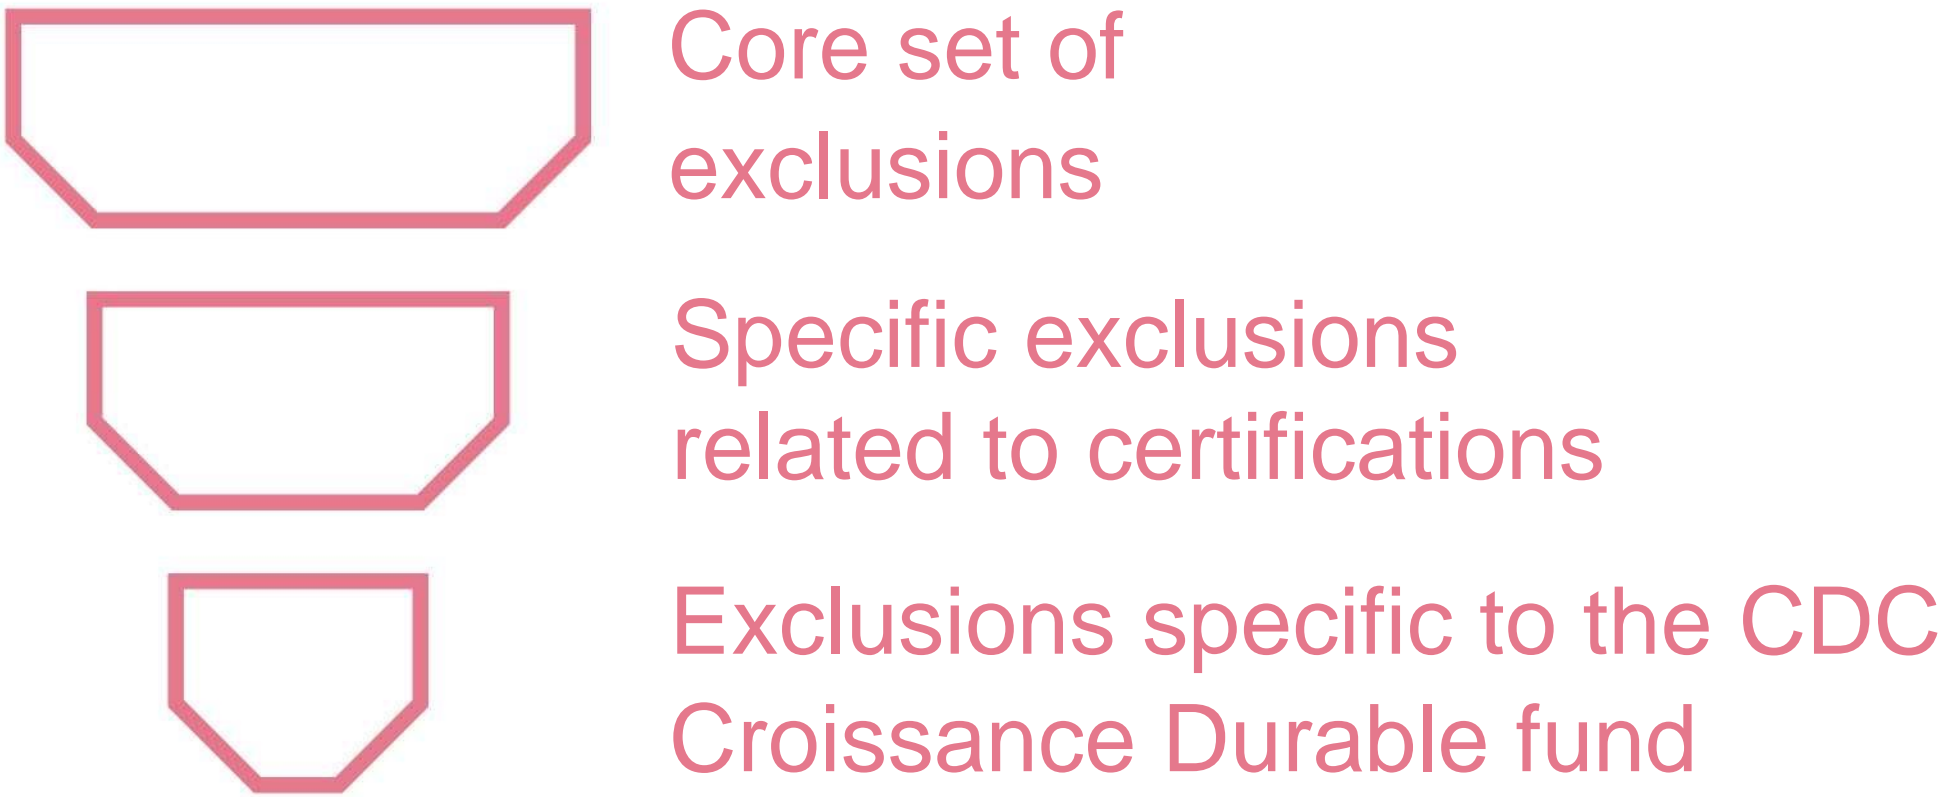 Core set of
exclusions
Specific exclusions
related to certifications
Exclusions specific to the CDC
Croissance Durable fund